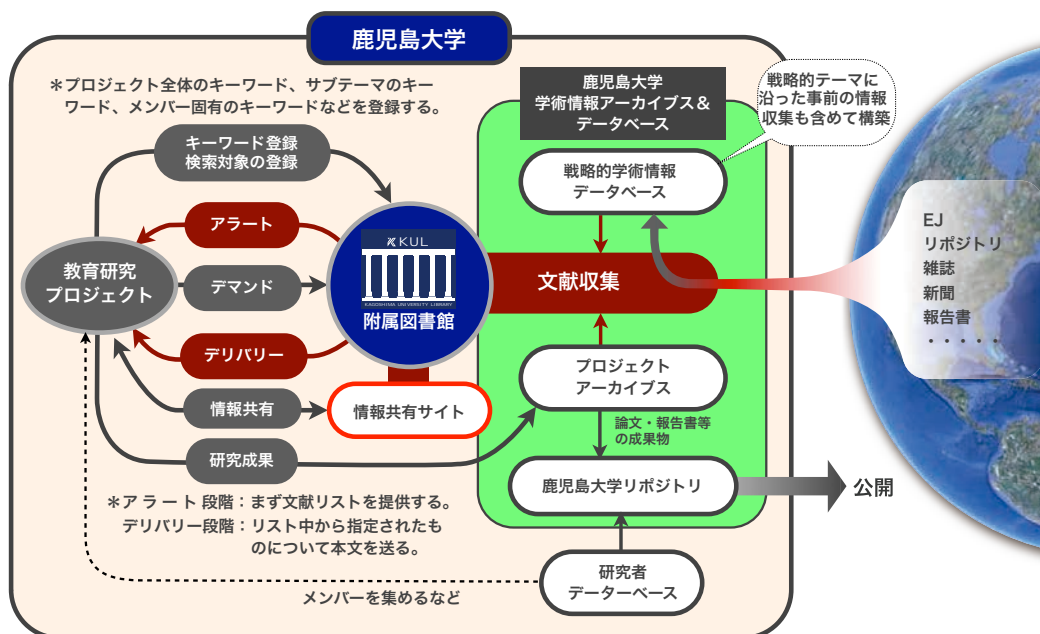 鹿児島大学
＊プロジェクト全体のキーワード、サブテーマのキー
ワード、メンバー固有のキーワードなどを登録する。
鹿児島大学
学術情報アーカイブス＆
データベース
戦略的テーマに
沿った事前の情報
収集も含めて構築
キーワード登録
検索対象の登録
戦略的学術情報
データベース
アラート
KUL
KAGOSHIMA UNIVERSITY LIBRARY
附属図書館
教育研究
プロジェクト
デマンド
文献収集
EJ
リポジトリ
雑誌
新聞
報告書
・・・・・
デリバリー
プロジェクト
アーカイブス
情報共有
情報共有サイト
論文・報告書等
の成果物
研究成果
鹿児島大学リポジトリ
公開
＊アラート段階：まず文献リストを提供する。
デリバリー段階：リスト中から指定されたも
のについて本文を送る。
研究者
データーベース
メンバーを集めるなど